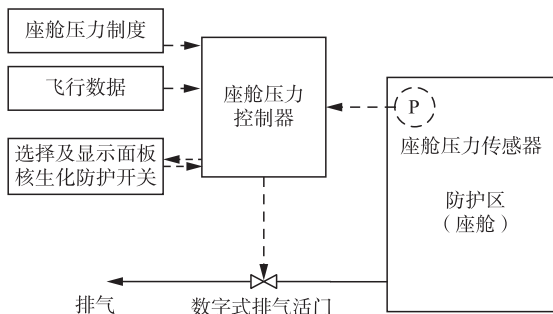 座舱压力制度
飞行数据
选择及显示面板
核生化防护开关
座舱压力
控制器
P
座舱压力传感器
防护区
（座舱）
排气
数字式排气活门